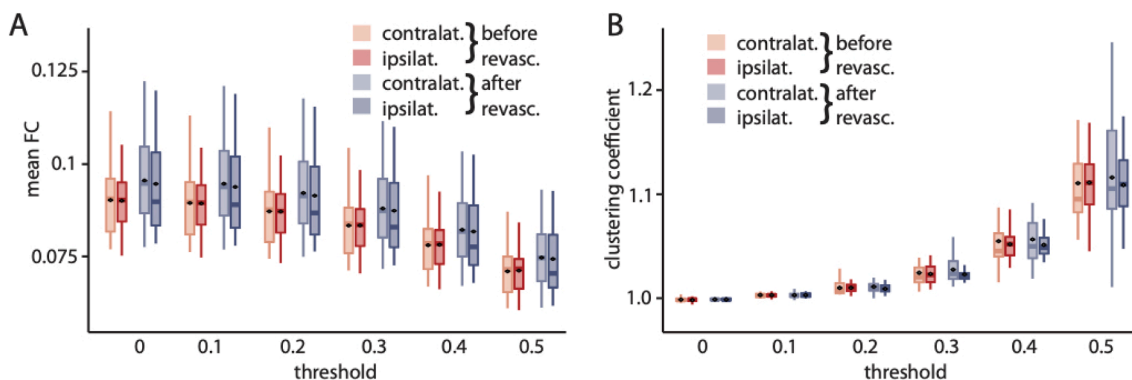 A
contralat. } before
ipsilat. revasc.
contralat. } after
ipsilat. revasc.
0.125
0.1
0.075
mean FC
0 0.1 0.2 0.3 0.4 0.5
threshold
B
contralat. } before
ipsilat. revasc.
contralat. } after
ipsilat. revasc.
1.2
1.1
1.0
clustering coefficient
0 0.1 0.2 0.3 0.4 0.5
threshold